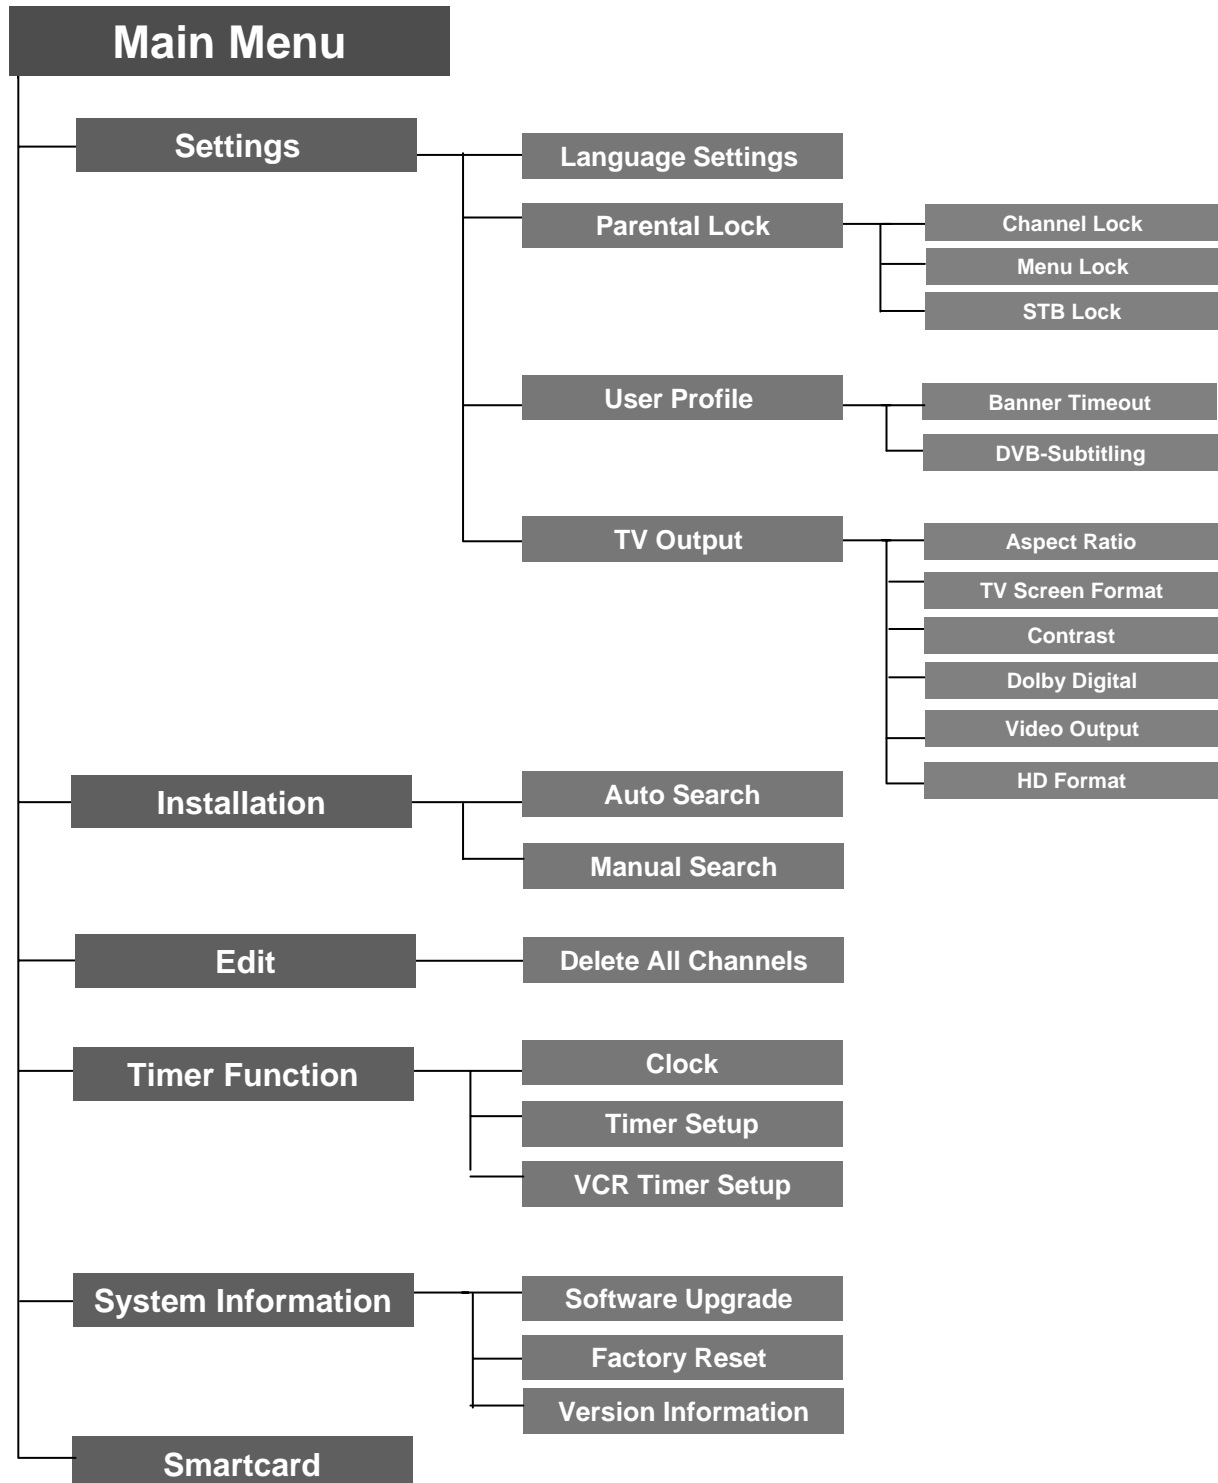 Main Menu
Settings
Language Settings
Parental Lock
Channel Lock
Menu Lock
STB Lock
User Profile
Banner Timeout
DVB-Subtitling
TV Output
Aspect Ratio
TV Screen Format
Contrast
Dolby Digital
Video Output
HD Format
Installation
Auto Search
Manual Search
Edit
Delete All Channels
Timer Function
Clock
Timer Setup
VCR Timer Setup
System Information
Software Upgrade
Factory Reset
Version Information
Smartcard